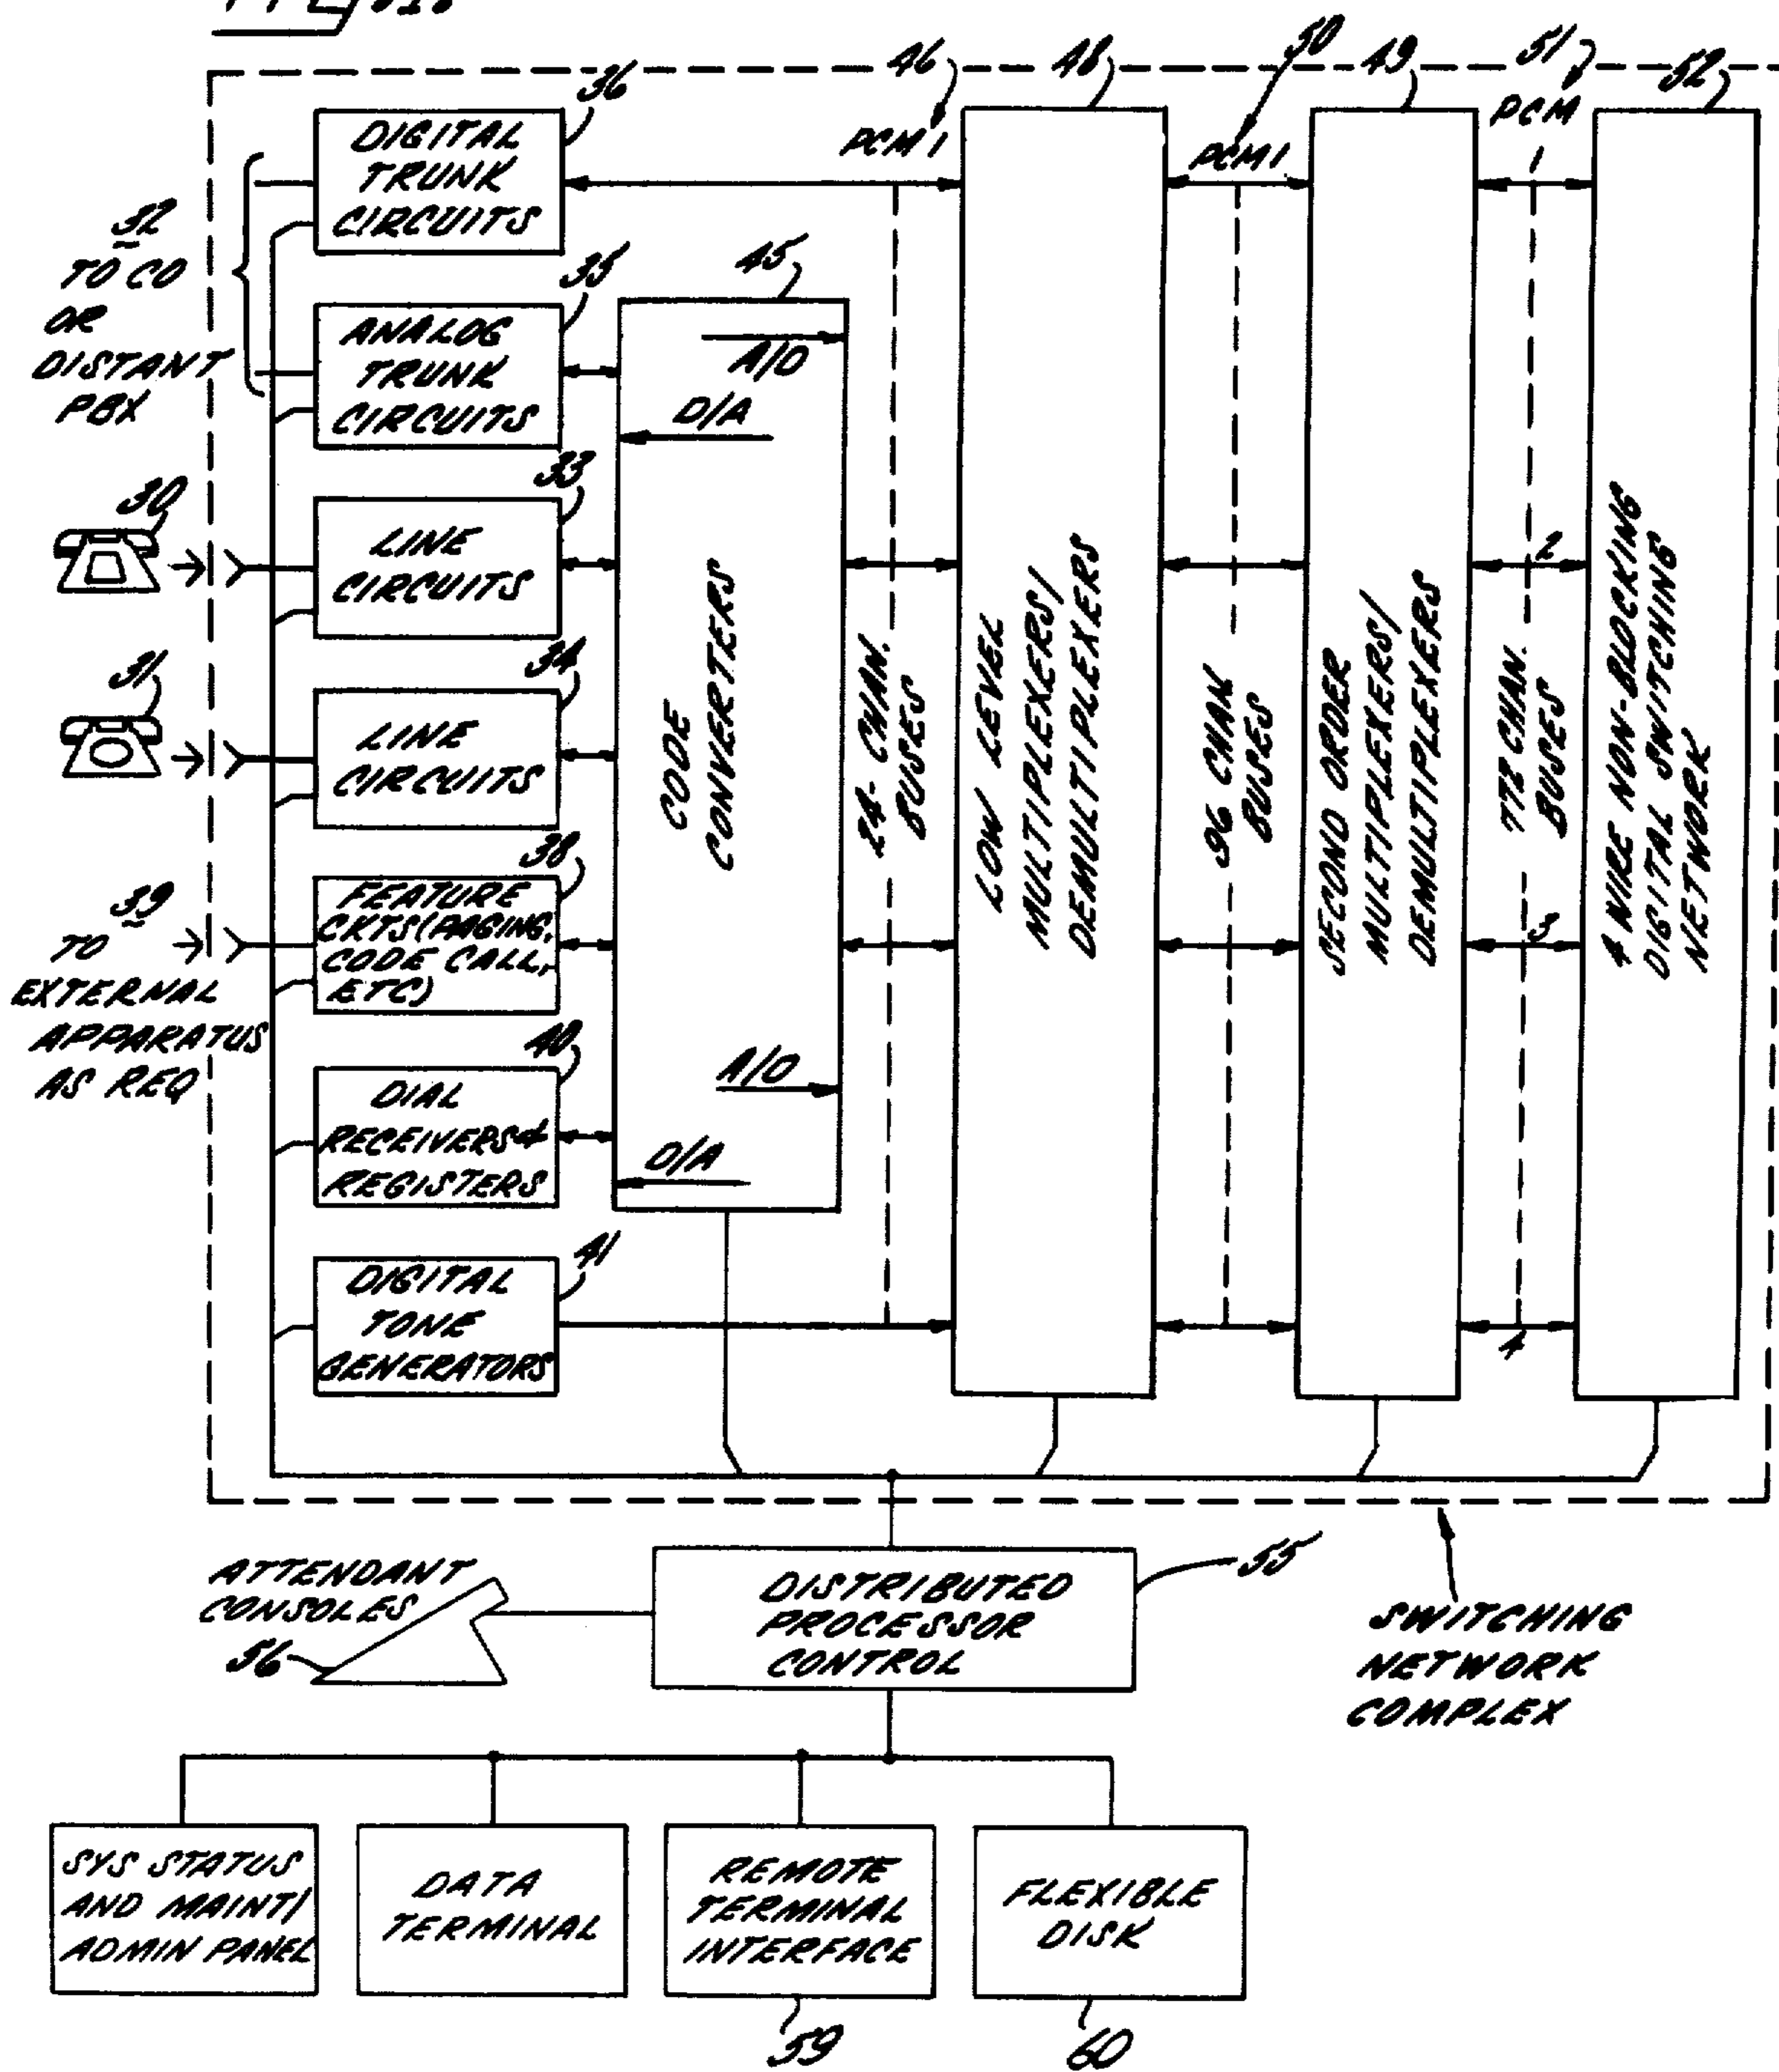 46
48
50
49
51
52
36
DIGITAL
TRUNK
CIRCUITS
PCM 1
PCM 1
PCM
1
32
TO CO
OR
DISTANT
PBX
35
ANALOG
TRUNK
CIRCUITS
45
A/D
D/A
CODE
CONVERTERS
A/D
D/A
30
33
LINE
CIRCUITS
31
34
LINE
CIRCUITS
39
TO
EXTERNAL
APPARATUS
AS REQ
38
FEATURE
CKTS (PAGING,
CODE CALL,
ETC)
40
DIAL
RECEIVERS &
REGISTERS
41
DIGITAL
TONE
GENERATORS
24- CHAN.
BUSES
LOW LEVEL
MULTIPLEXERS/
DEMULTIPLEXERS
96 CHAN
BUSES
SECOND ORDER
MULTIPLEXERS/
DEMULTIPLEXERS
2
CHAN.
BUSES
3
4
4 WIRE NON-BLOCKING
DIGITAL SWITCHING
NETWORK
ATTENDANT
CONSOLES
56
DISTRIBUTED
PROCESSOR
CONTROL
55
SWITCHING
NETWORK
COMPLEX
SYS STATUS
AND MAINT/
ADMIN PANEL
DATA
TERMINAL
REMOTE
TERMINAL
INTERFACE
59
FLEXIBLE
DISK
60